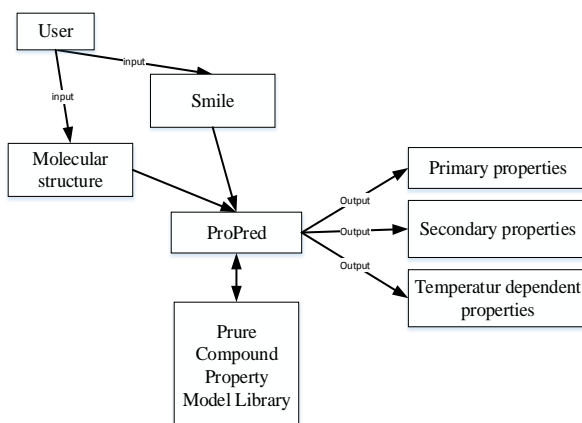 User
input
input
Smile
Molecular
structure
ProPred
Output
Output
Output
Primary properties
Secondary properties
Temperatur dependent
properties
Prure
Compound
Property
Model Library